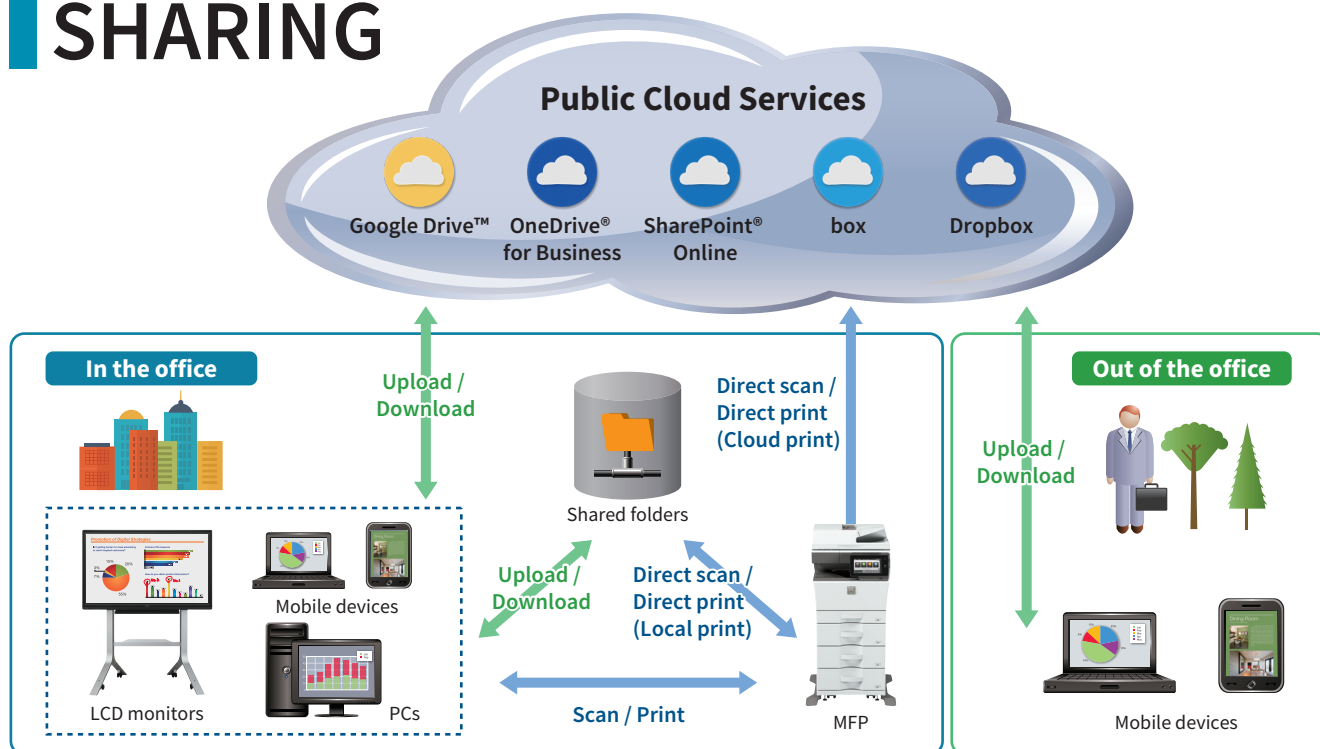 SHARING
Public Cloud Services
Google Drive™
OneDrive®
for Business
SharePoint®
Online
box
Dropbox
In the office
Upload /
Download
Shared folders
Direct scan /
Direct print
(Cloud print)
Out of the office
Upload /
Download
Mobile devices
LCD monitors
PCs
Upload /
Download
Direct scan /
Direct print
(Local print)
Scan / Print
MFP
Mobile devices